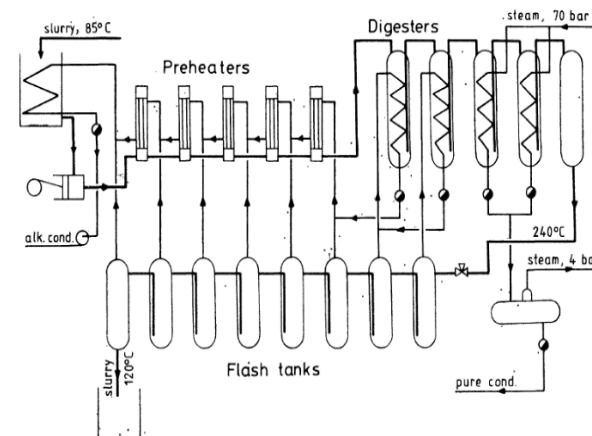 slurry, 85°C
Preheaters
Digesters
steam, 70 bar
alk. cond.
240°C
steam, 4 ba
slurry
120°C
Flash tanks
pure cond.